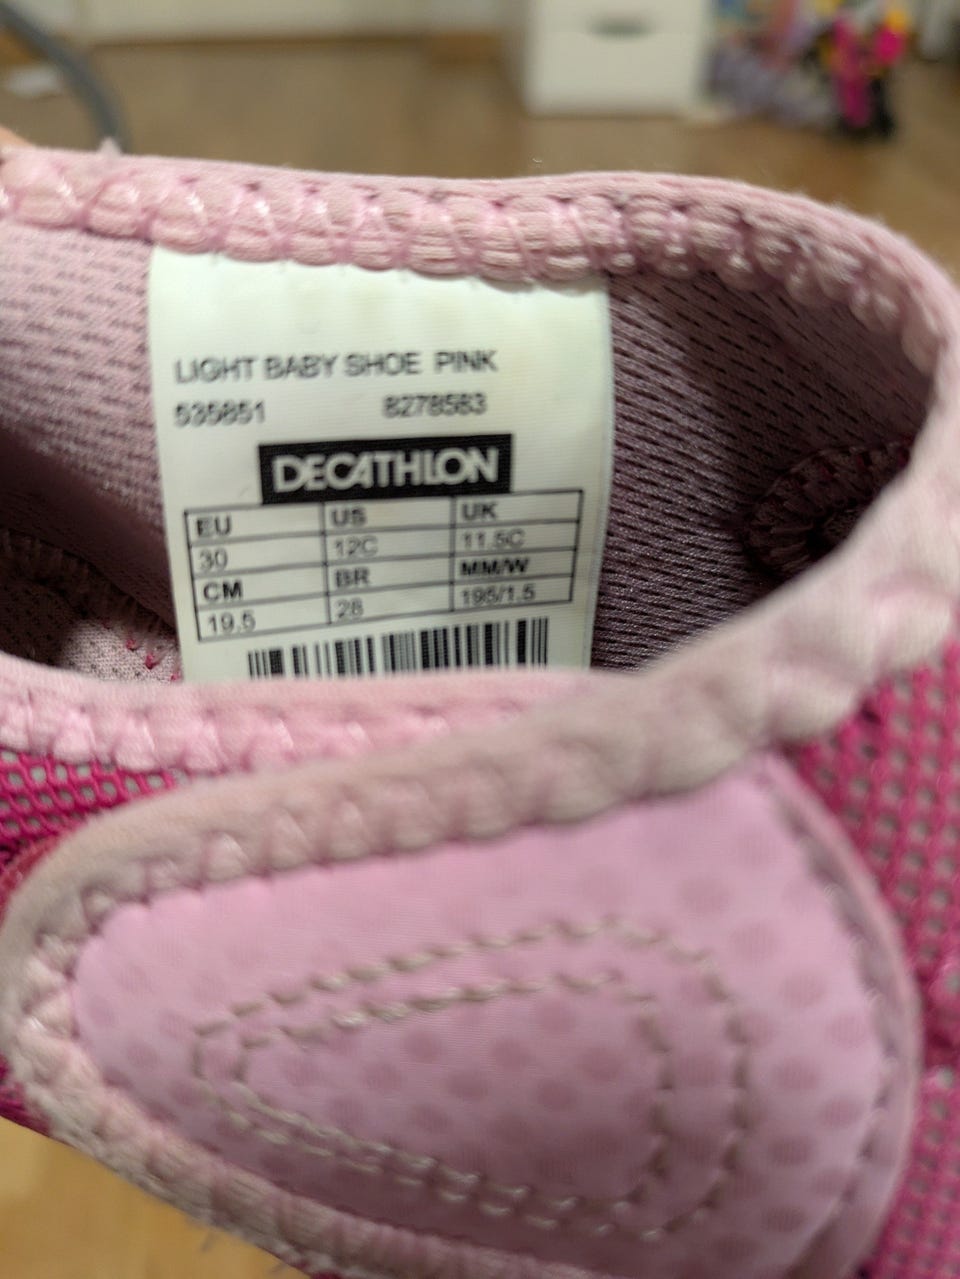 LIGHT BABY SHOE PINK
535851 8278583
DECATHLON
EU US UK
30 12C 11.5C
CM BR MM/W
19.5 28 195/1.5